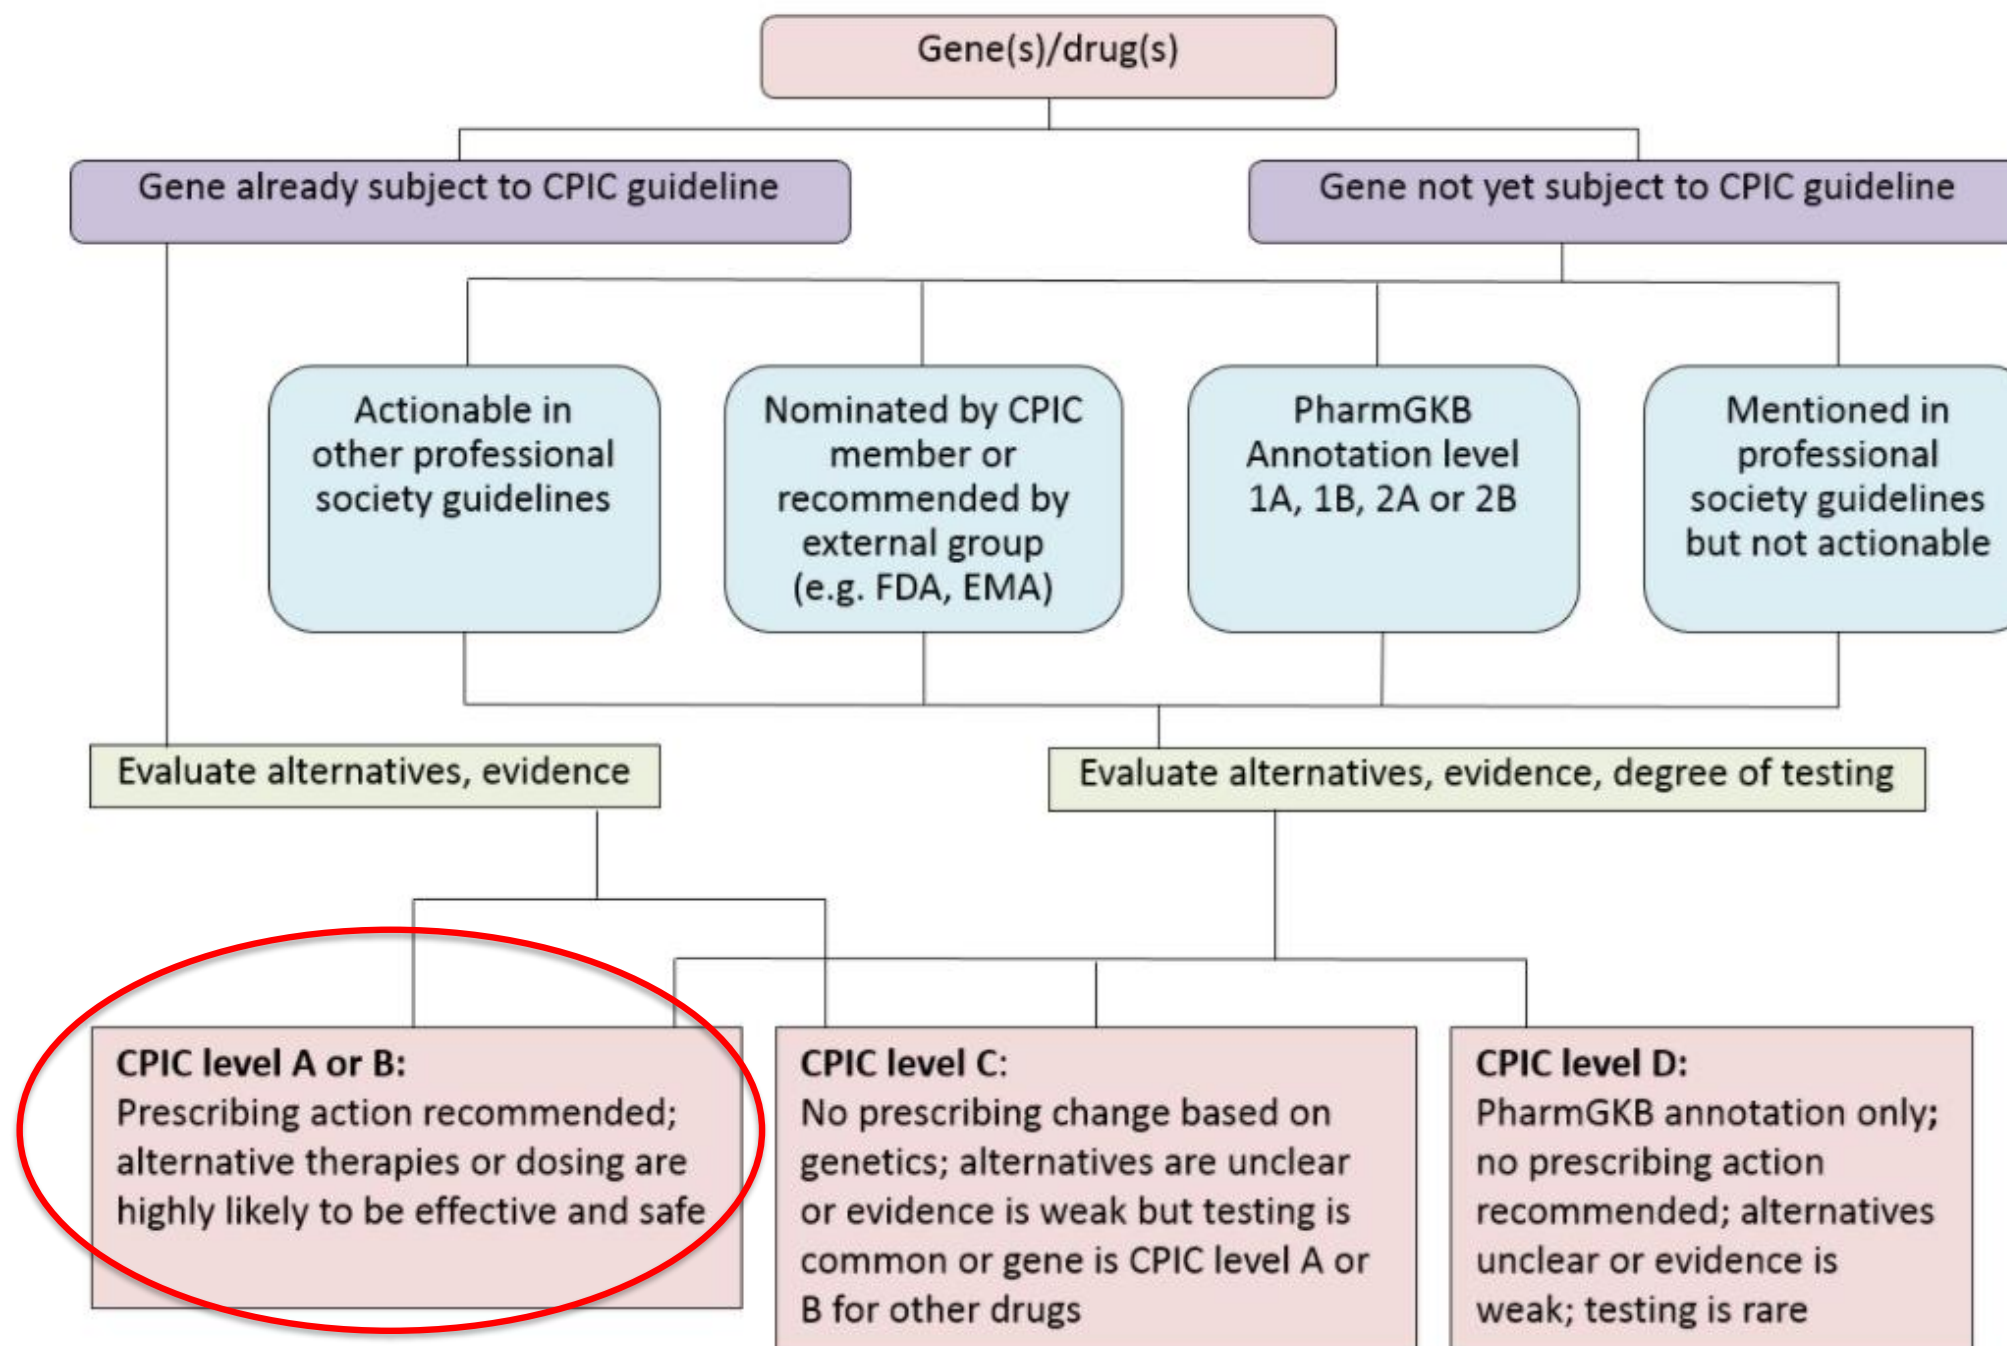 Gene(s)/drug(s)
Gene already subject to CPIC guideline
Gene not yet subject to CPIC guideline
Actionable in
other professional
society guidelines
Nominated by CPIC
member or
recommended by
external group
(e.g. FDA, EMA)
PharmGKB
Annotation level
1A, 1B, 2A or 2B
Mentioned in
professional
society guidelines
but not actionable
Evaluate alternatives, evidence
Evaluate alternatives, evidence, degree of testing
CPIC level A or B:
Prescribing action recommended;
alternative therapies or dosing are
highly likely to be effective and safe
CPIC level C:
No prescribing change based on
genetics; alternatives are unclear
or evidence is weak but testing is
common or gene is CPIC level A or
B for other drugs
CPIC level D:
PharmGKB annotation only;
no prescribing action
recommended; alternatives
unclear or evidence is
weak; testing is rare